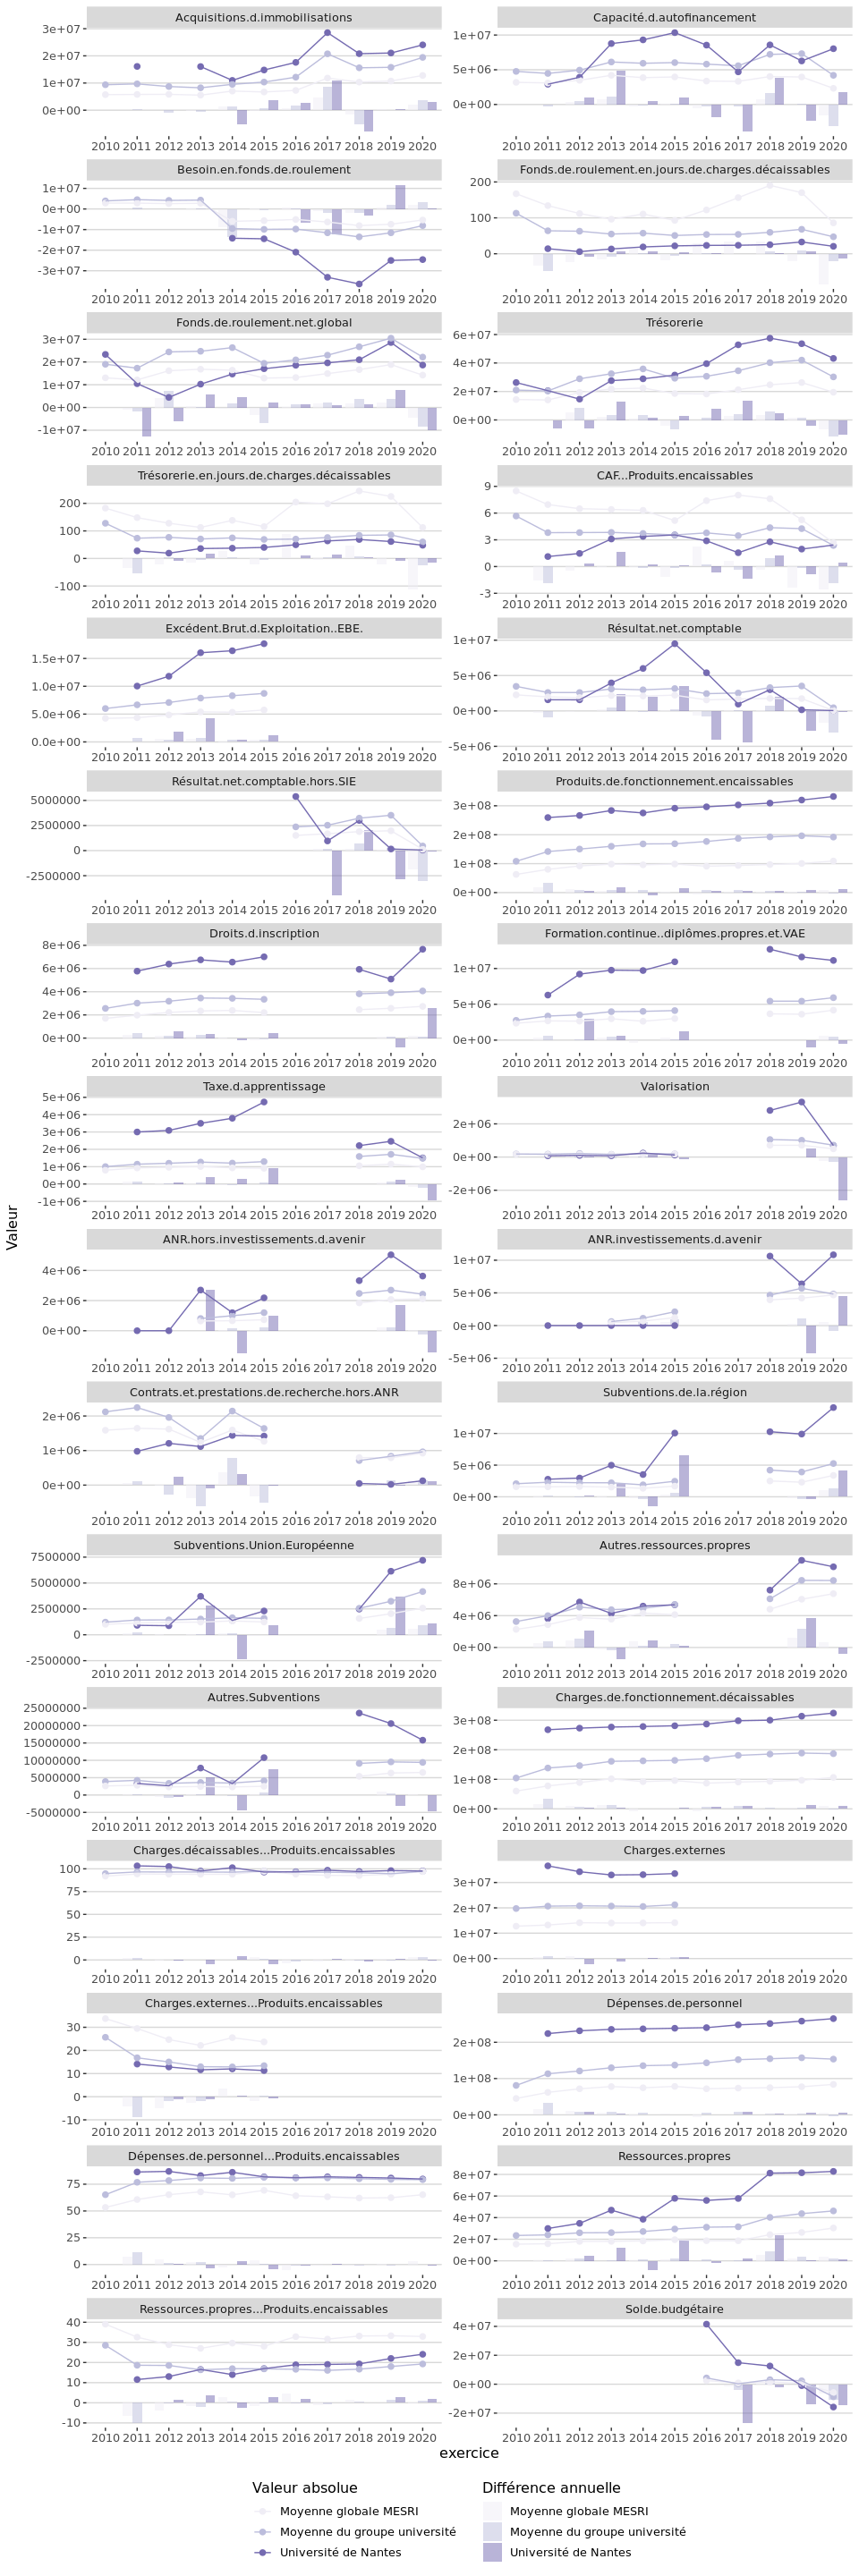 Acquisitions.d.immobilisations
3e+07
2e+07
1e+07
0e+00
2010 2011 2012 2013 2014 2015 2016 2017 2018 2019 2020
Capacité.d.autofinancement
1e+07
5e+06
0e+00
2010 2011 2012 2013 2014 2015 2016 2017 2018 2019 2020
Besoin.en.fonds.de.roulement
1e+07
0e+00
-1e+07
-2e+07
-3e+07
2010 2011 2012 2013 2014 2015 2016 2017 2018 2019 2020
Fonds.de.roulement.en.jours.de.charges.décaissables
200
100
0
2010 2011 2012 2013 2014 2015 2016 2017 2018 2019 2020
Fonds.de.roulement.net.global
3e+07
2e+07
1e+07
0e+00
-1e+07
2010 2011 2012 2013 2014 2015 2016 2017 2018 2019 2020
Trésorerie
6e+07
4e+07
2e+07
0e+00
2010 2011 2012 2013 2014 2015 2016 2017 2018 2019 2020
Trésorerie.en.jours.de.charges.décaissables
200
100
0
-100
2010 2011 2012 2013 2014 2015 2016 2017 2018 2019 2020
CAF...Produits.encaissables
9
6
3
0
-3
2010 2011 2012 2013 2014 2015 2016 2017 2018 2019 2020
Excédent.Brut.d.Exploitation..EBE.
1.5e+07
1.0e+07
5.0e+06
0.0e+00
2010 2011 2012 2013 2014 2015 2016 2017 2018 2019 2020
Résultat.net.comptable
1e+07
5e+06
0e+00
-5e+06
2010 2011 2012 2013 2014 2015 2016 2017 2018 2019 2020
Résultat.net.comptable.hors.SIE
5000000
2500000
0
-2500000
2010 2011 2012 2013 2014 2015 2016 2017 2018 2019 2020
Produits.de.fonctionnement.encaissables
3e+08
2e+08
1e+08
0e+00
2010 2011 2012 2013 2014 2015 2016 2017 2018 2019 2020
Droits.d.inscription
8e+06
6e+06
4e+06
2e+06
0e+00
2010 2011 2012 2013 2014 2015 2016 2017 2018 2019 2020
Formation.continue..diplômes.propres.et.VAE
1e+07
5e+06
0e+00
2010 2011 2012 2013 2014 2015 2016 2017 2018 2019 2020
Taxe.d.apprentissage
5e+06
4e+06
3e+06
2e+06
1e+06
0e+00
-1e+06
2010 2011 2012 2013 2014 2015 2016 2017 2018 2019 2020
Valorisation
2e+06
0e+00
-2e+06
2010 2011 2012 2013 2014 2015 2016 2017 2018 2019 2020
Valeur
ANR.hors.investissements.d.avenir
4e+06
2e+06
0e+00
2010 2011 2012 2013 2014 2015 2016 2017 2018 2019 2020
ANR.investissements.d.avenir
1e+07
5e+06
0e+00
-5e+06
2010 2011 2012 2013 2014 2015 2016 2017 2018 2019 2020
Contrats.et.prestations.de.recherche.hors.ANR
2e+06
1e+06
0e+00
2010 2011 2012 2013 2014 2015 2016 2017 2018 2019 2020
Subventions.de.la.région
1e+07
5e+06
0e+00
2010 2011 2012 2013 2014 2015 2016 2017 2018 2019 2020
Subventions.Union.Européenne
7500000
5000000
2500000
0
-2500000
2010 2011 2012 2013 2014 2015 2016 2017 2018 2019 2020
Autres.ressources.propres
8e+06
4e+06
0e+00
2010 2011 2012 2013 2014 2015 2016 2017 2018 2019 2020
Autres.Subventions
25000000
20000000
15000000
10000000
5000000
0
-5000000
2010 2011 2012 2013 2014 2015 2016 2017 2018 2019 2020
Charges.de.fonctionnement.décaissables
3e+08
2e+08
1e+08
0e+00
2010 2011 2012 2013 2014 2015 2016 2017 2018 2019 2020
Charges.décaissables...Produits.encaissables
100
75
50
25
0
2010 2011 2012 2013 2014 2015 2016 2017 2018 2019 2020
Charges.externes
3e+07
2e+07
1e+07
0e+00
2010 2011 2012 2013 2014 2015 2016 2017 2018 2019 2020
Charges.externes...Produits.encaissables
30
20
10
0
-10
2010 2011 2012 2013 2014 2015 2016 2017 2018 2019 2020
Dépenses.de.personnel
2e+08
1e+08
0e+00
2010 2011 2012 2013 2014 2015 2016 2017 2018 2019 2020
Dépenses.de.personnel...Produits.encaissables
75
50
25
0
2010 2011 2012 2013 2014 2015 2016 2017 2018 2019 2020
Ressources.propres
8e+07
6e+07
4e+07
2e+07
0e+00
2010 2011 2012 2013 2014 2015 2016 2017 2018 2019 2020
Ressources.propres...Produits.encaissables
40
30
20
10
0
-10
2010 2011 2012 2013 2014 2015 2016 2017 2018 2019 2020
Solde.budgétaire
4e+07
2e+07
0e+00
-2e+07
2010 2011 2012 2013 2014 2015 2016 2017 2018 2019 2020
exercice
Valeur absolue
Moyenne globale MESRI
Moyenne du groupe université
Université de Nantes
Différence annuelle
Moyenne globale MESRI
Moyenne du groupe université
Université de Nantes